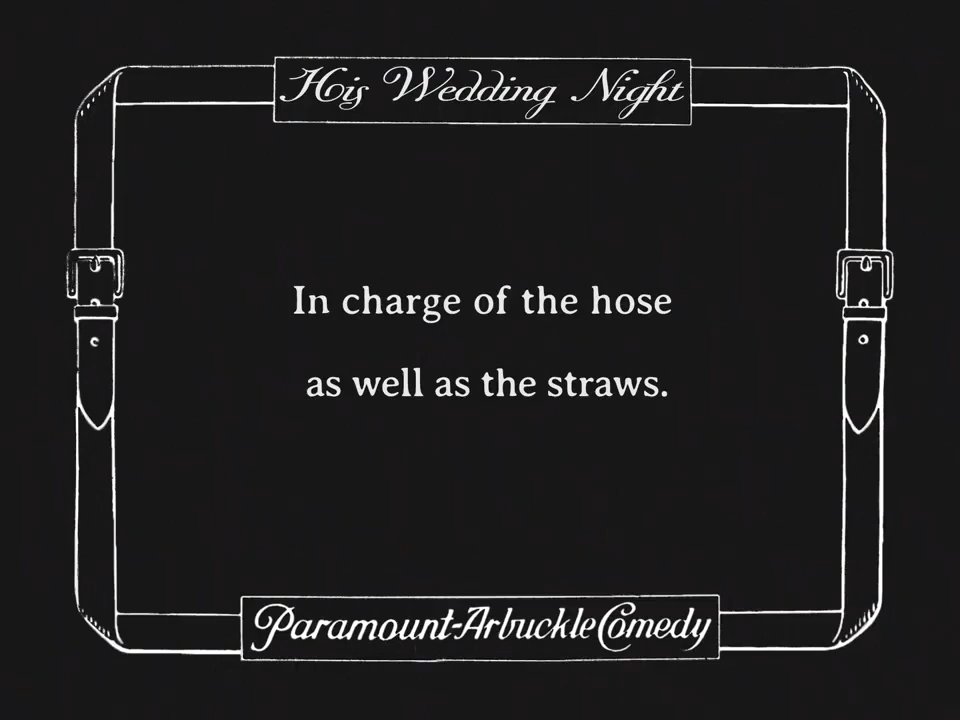 His Wedding Night
In charge of the hose
as well as the straws.
Paramount-Arbuckle Comedy